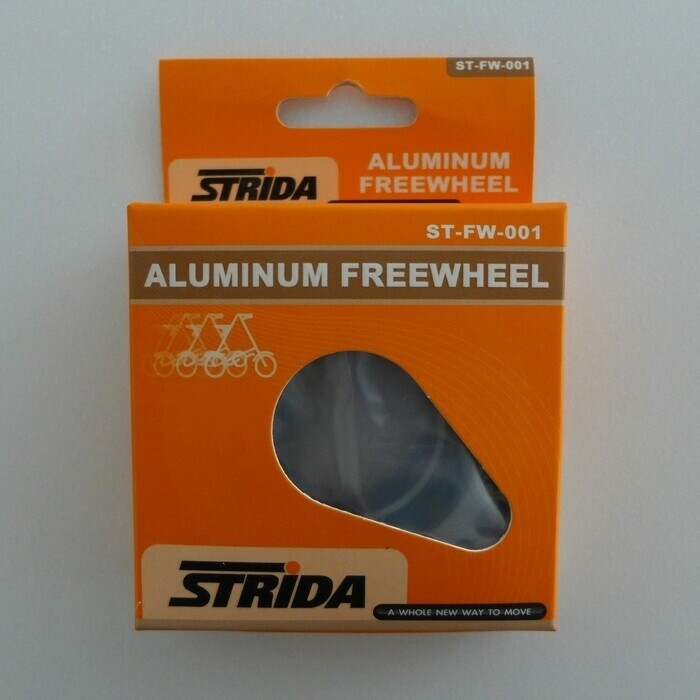 ST-FW-001
ALUMINUM
FREEWHEEL
STRiDA
ST-FW-001
ALUMINUM FREEWHEEL
STRiDA
A WHOLE NEW WAY TO MOVE